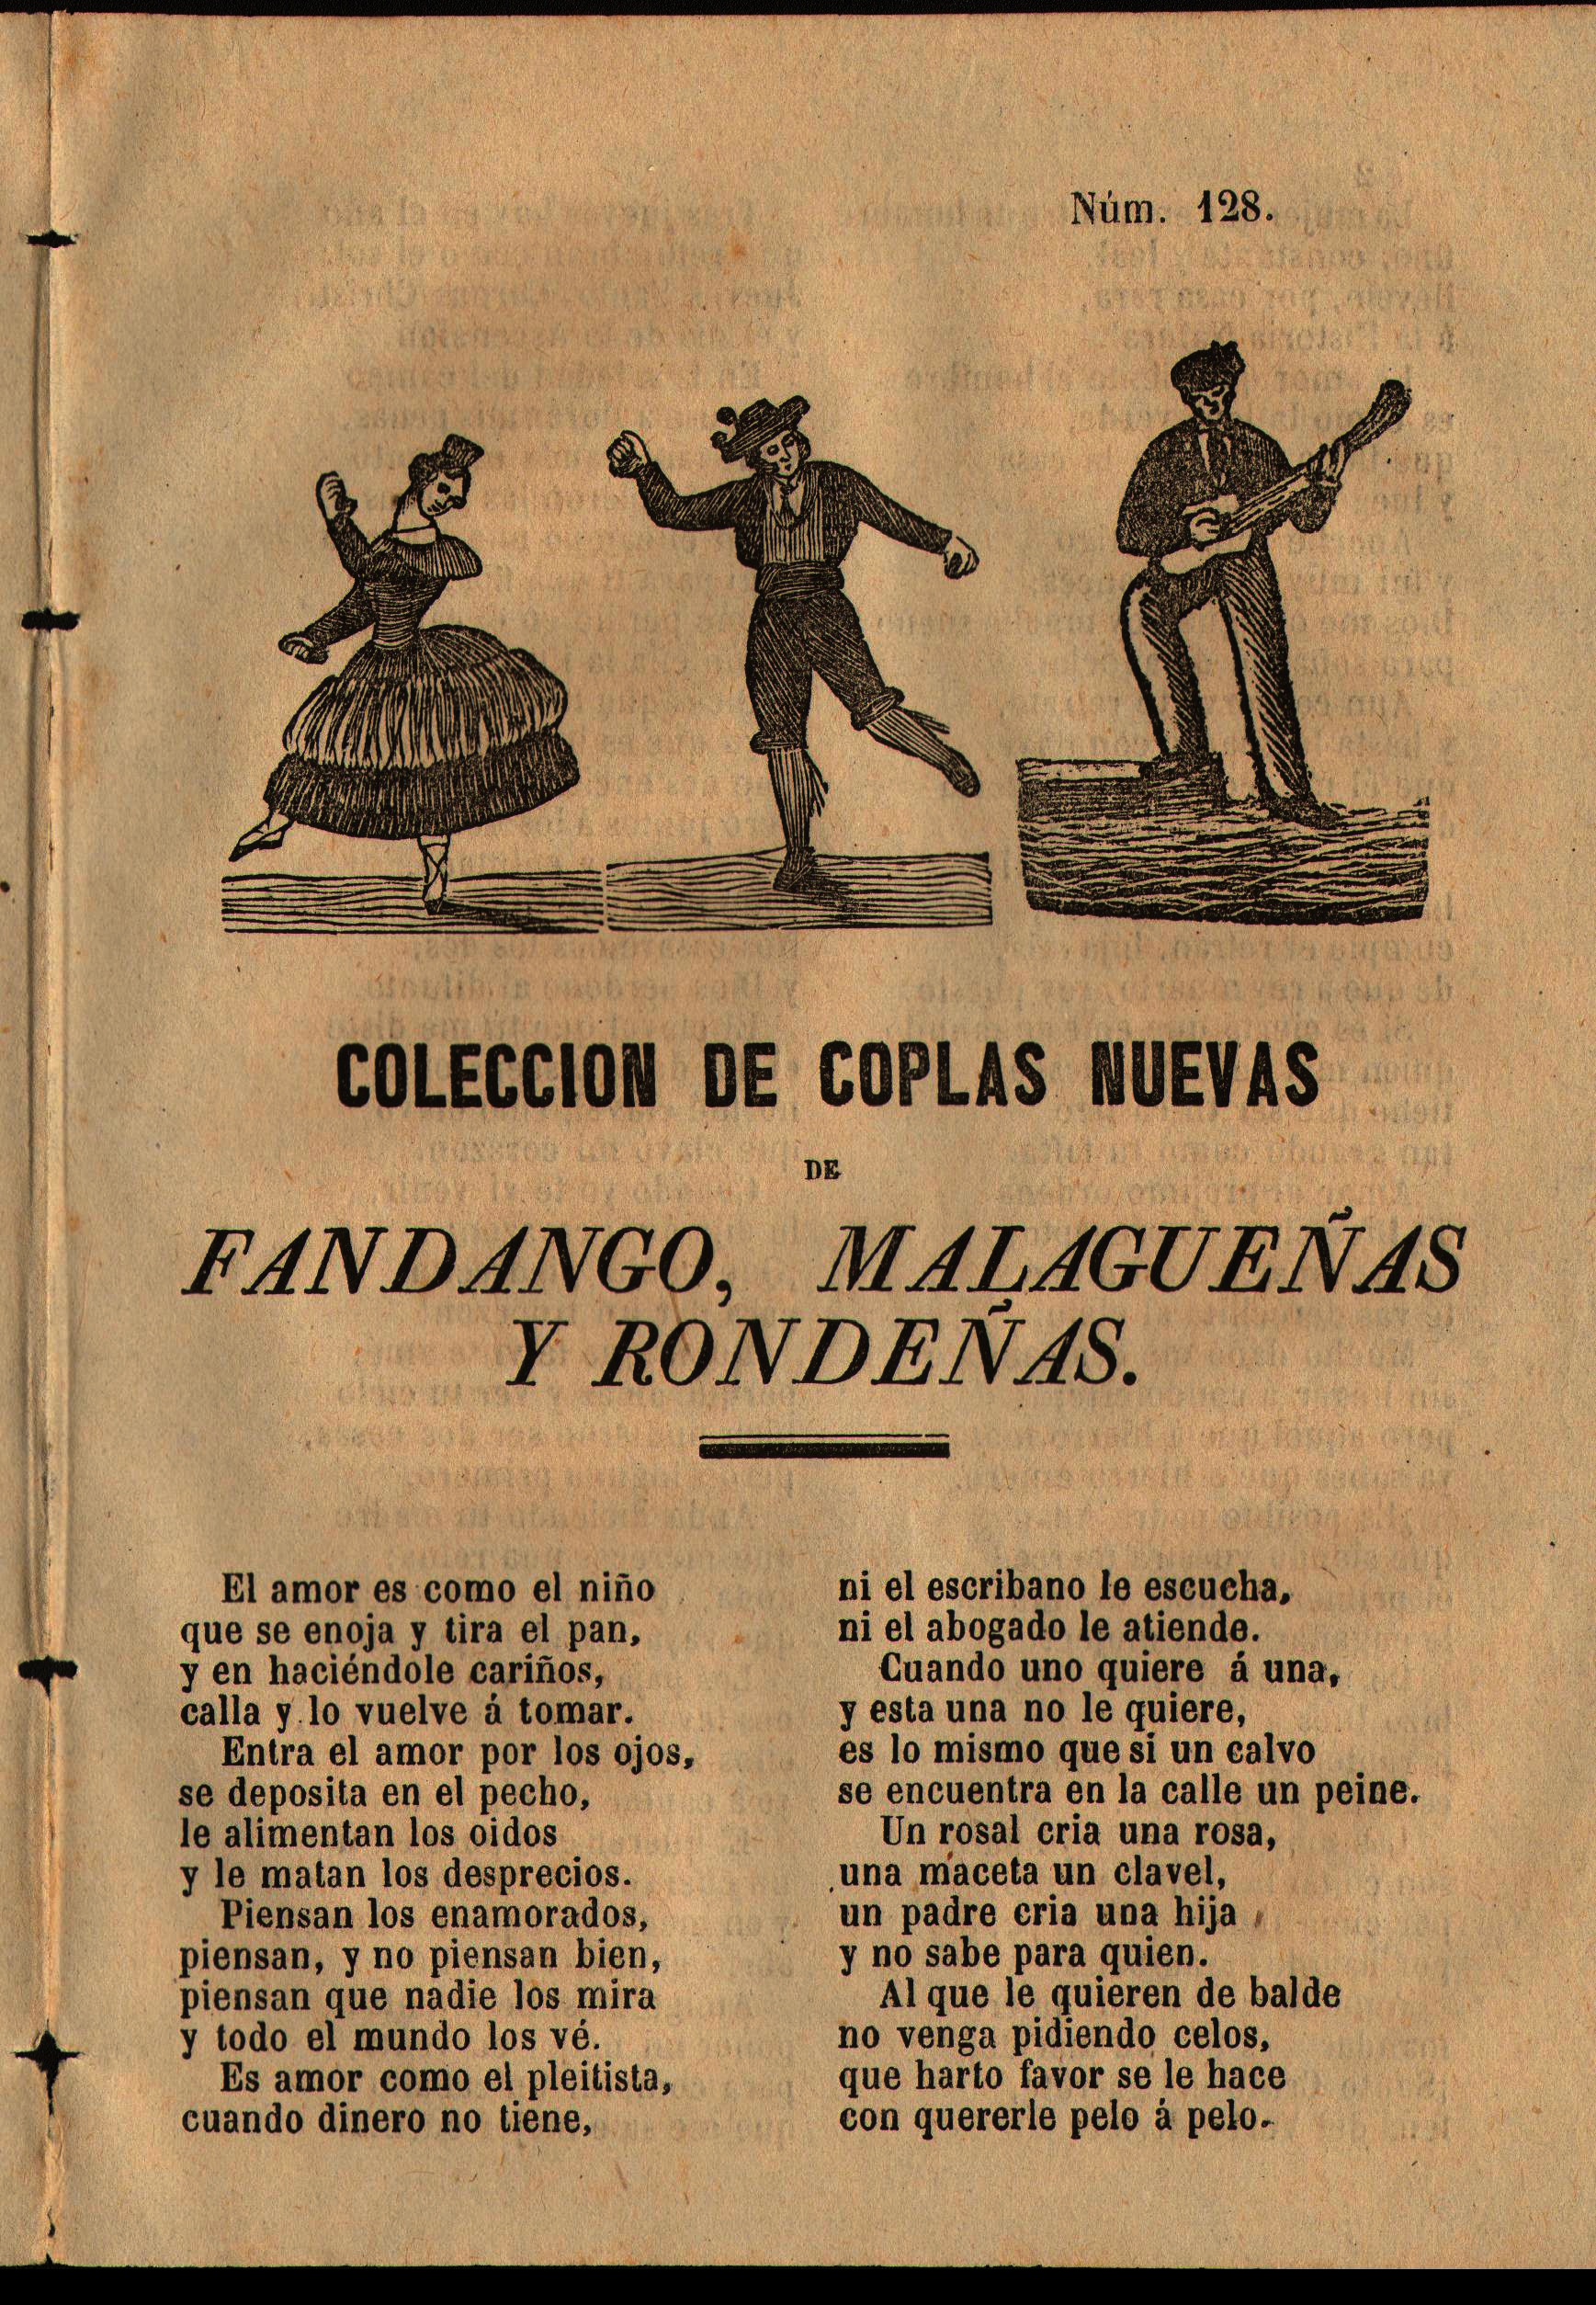 Núm. 128.
COLECCION DE COPLAS NUEVAS
DE
FANDANGO, MALAGUEÑAS
Y RONDEÑAS.
El amor es como el niño
que se enoja y tira el pan,
y en haciéndole cariños,
calla y lo vuelve á tomar.
Entra el amor por los ojos,
se deposita en el pecho,
le alimentan los oidos
y le matan los desprecios.
Piensan los enamorados,
piensan, y no piensan bien,
piensan que nadie los mira
y todo el mundo los vé.
Es amor como el pleitista,
cuando dinero no tiene,
ni el escribano le escucha,
ni el abogado le atiende.
Cuando uno quiere á una,
y esta una no le quiere,
es lo mismo que si un calvo
se encuentra en la calle un peine.
Un rosal cria una rosa,
una maceta un clavel,
un padre cria una hija
y no sabe para quien.
Al que le quieren de balde
no venga pidiendo celos,
que harto favor se le hace
con quererle pelo á pelo.